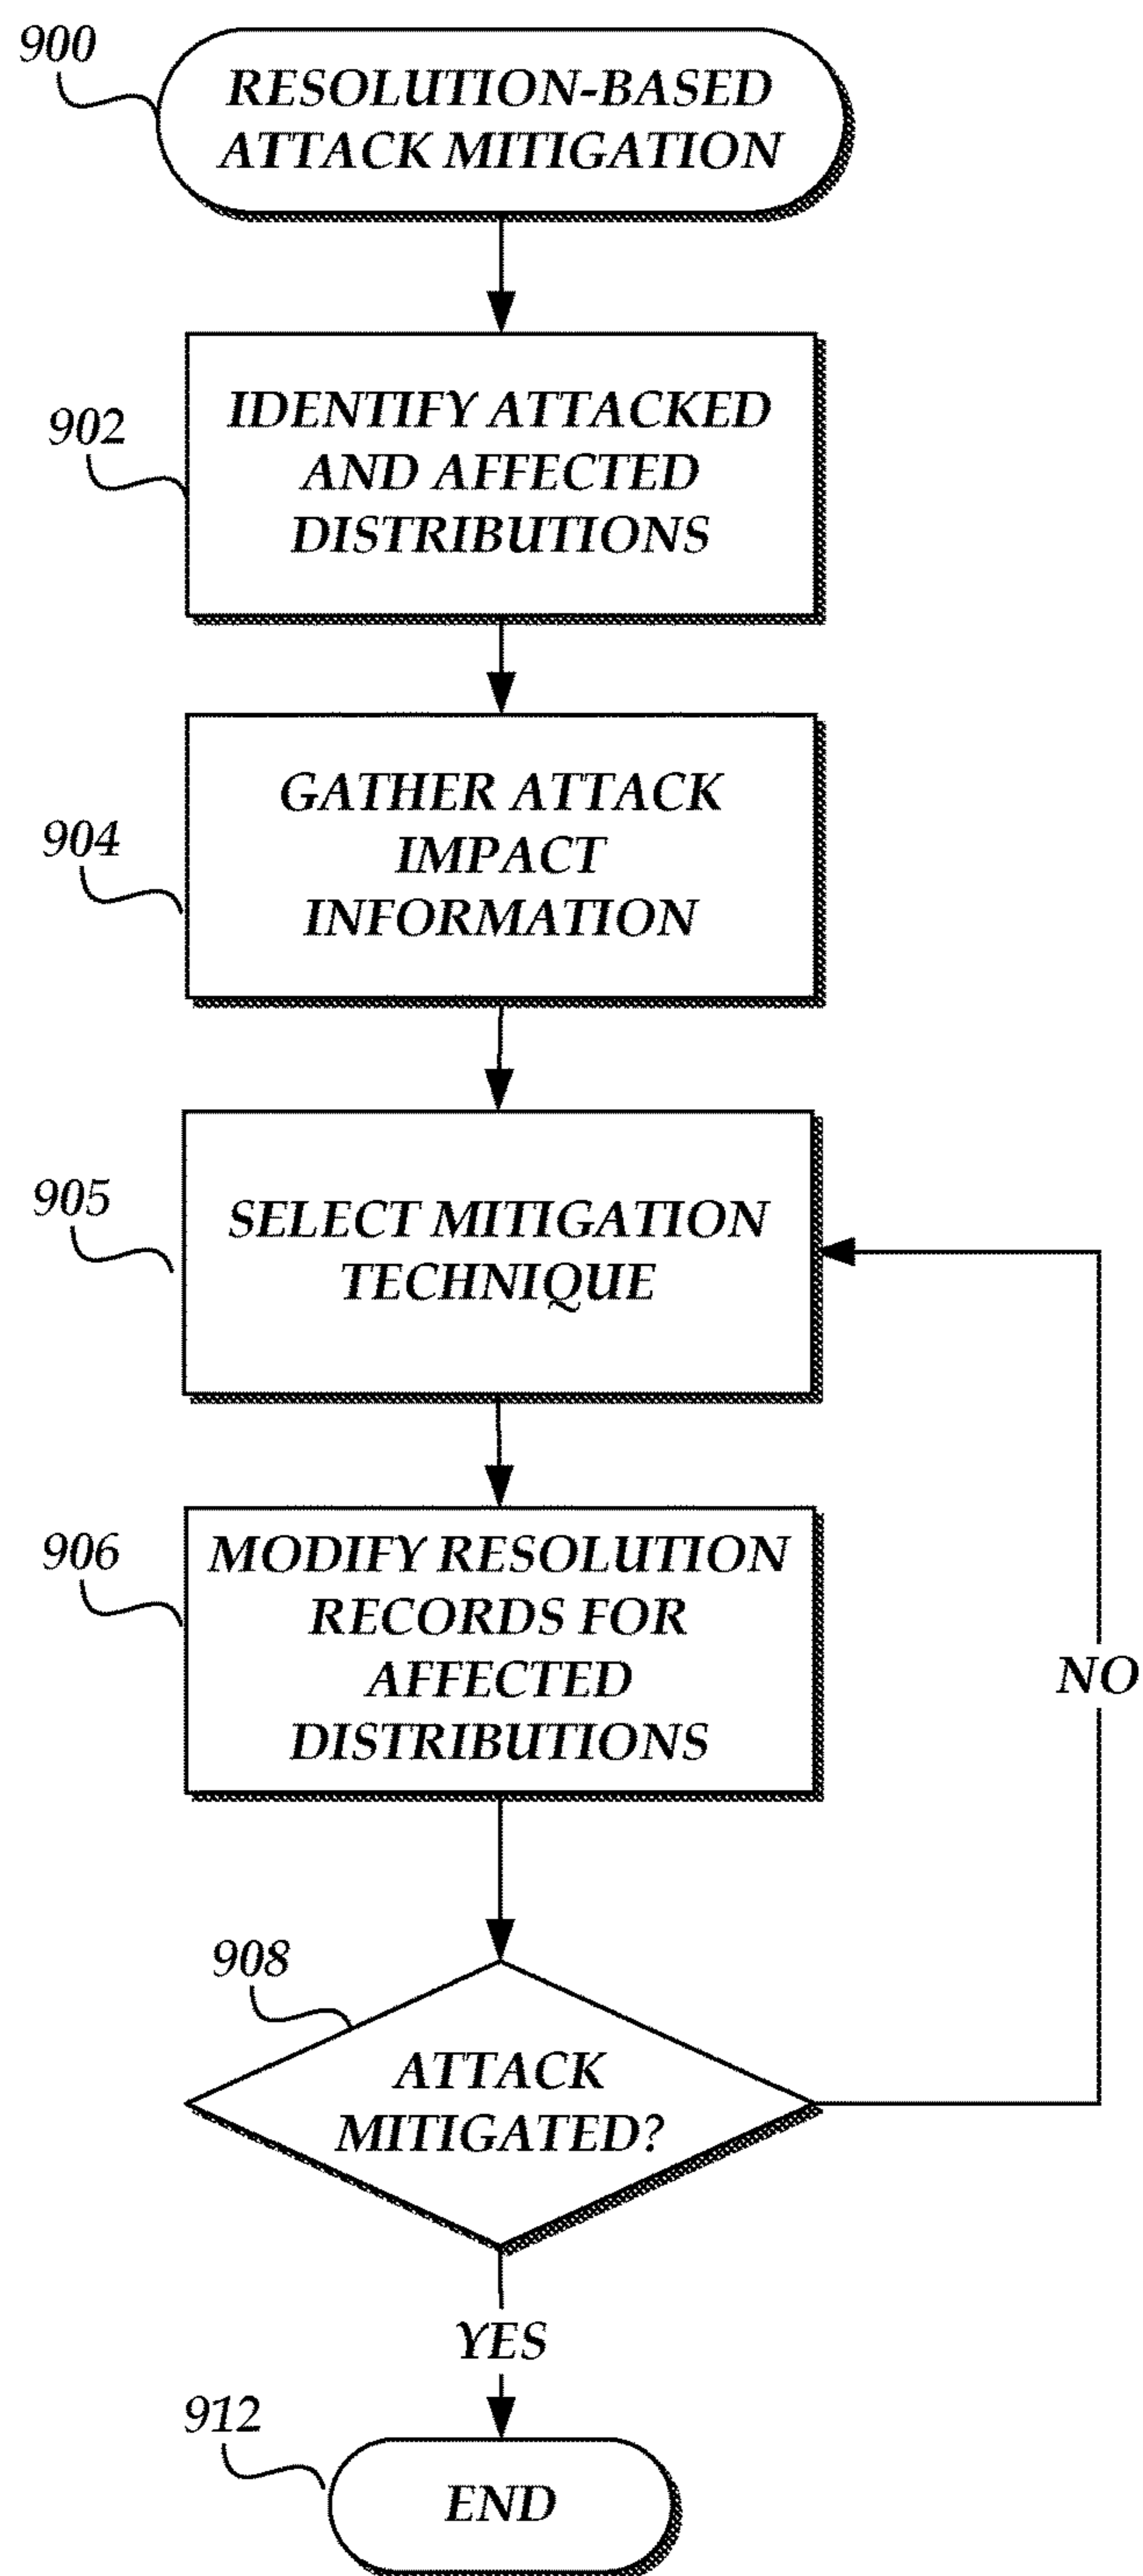 900
RESOLUTION-BASED
ATTACK MITIGATION
902
IDENTIFY ATTACKED
AND AFFECTED
DISTRIBUTIONS
904
GATHER ATTACK
IMPACT
INFORMATION
905
SELECT MITIGATION
TECHNIQUE
906
MODIFY RESOLUTION
RECORDS FOR
AFFECTED
DISTRIBUTIONS
NO
908
ATTACK
MITIGATED?
YES
912
END